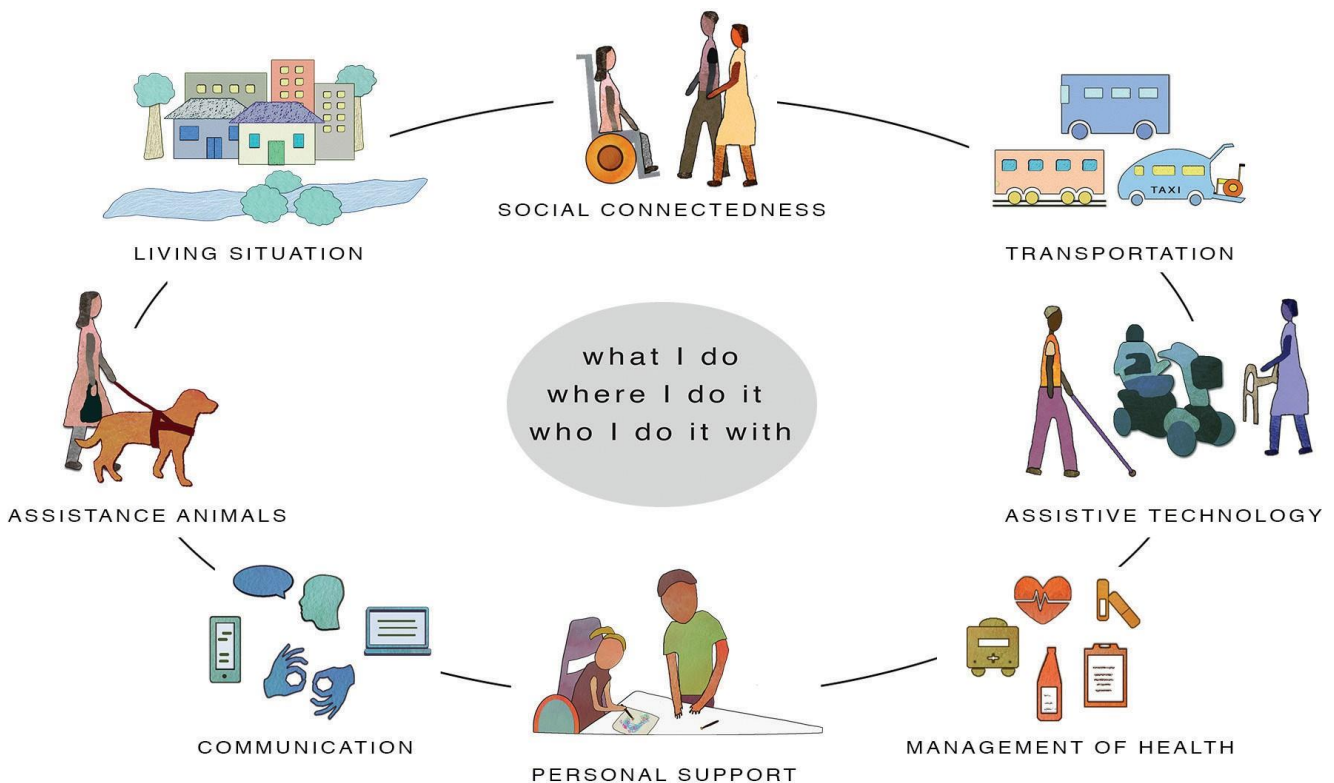 SOCIAL CONNECTEDNESS
LIVING SITUATION
TAXI
TRANSPORTATION
what I do
where I do it
who I do it with
ASSISTANCE ANIMALS
ASSISTIVE TECHNOLOGY
COMMUNICATION
PERSONAL SUPPORT
MANAGEMENT OF HEALTH